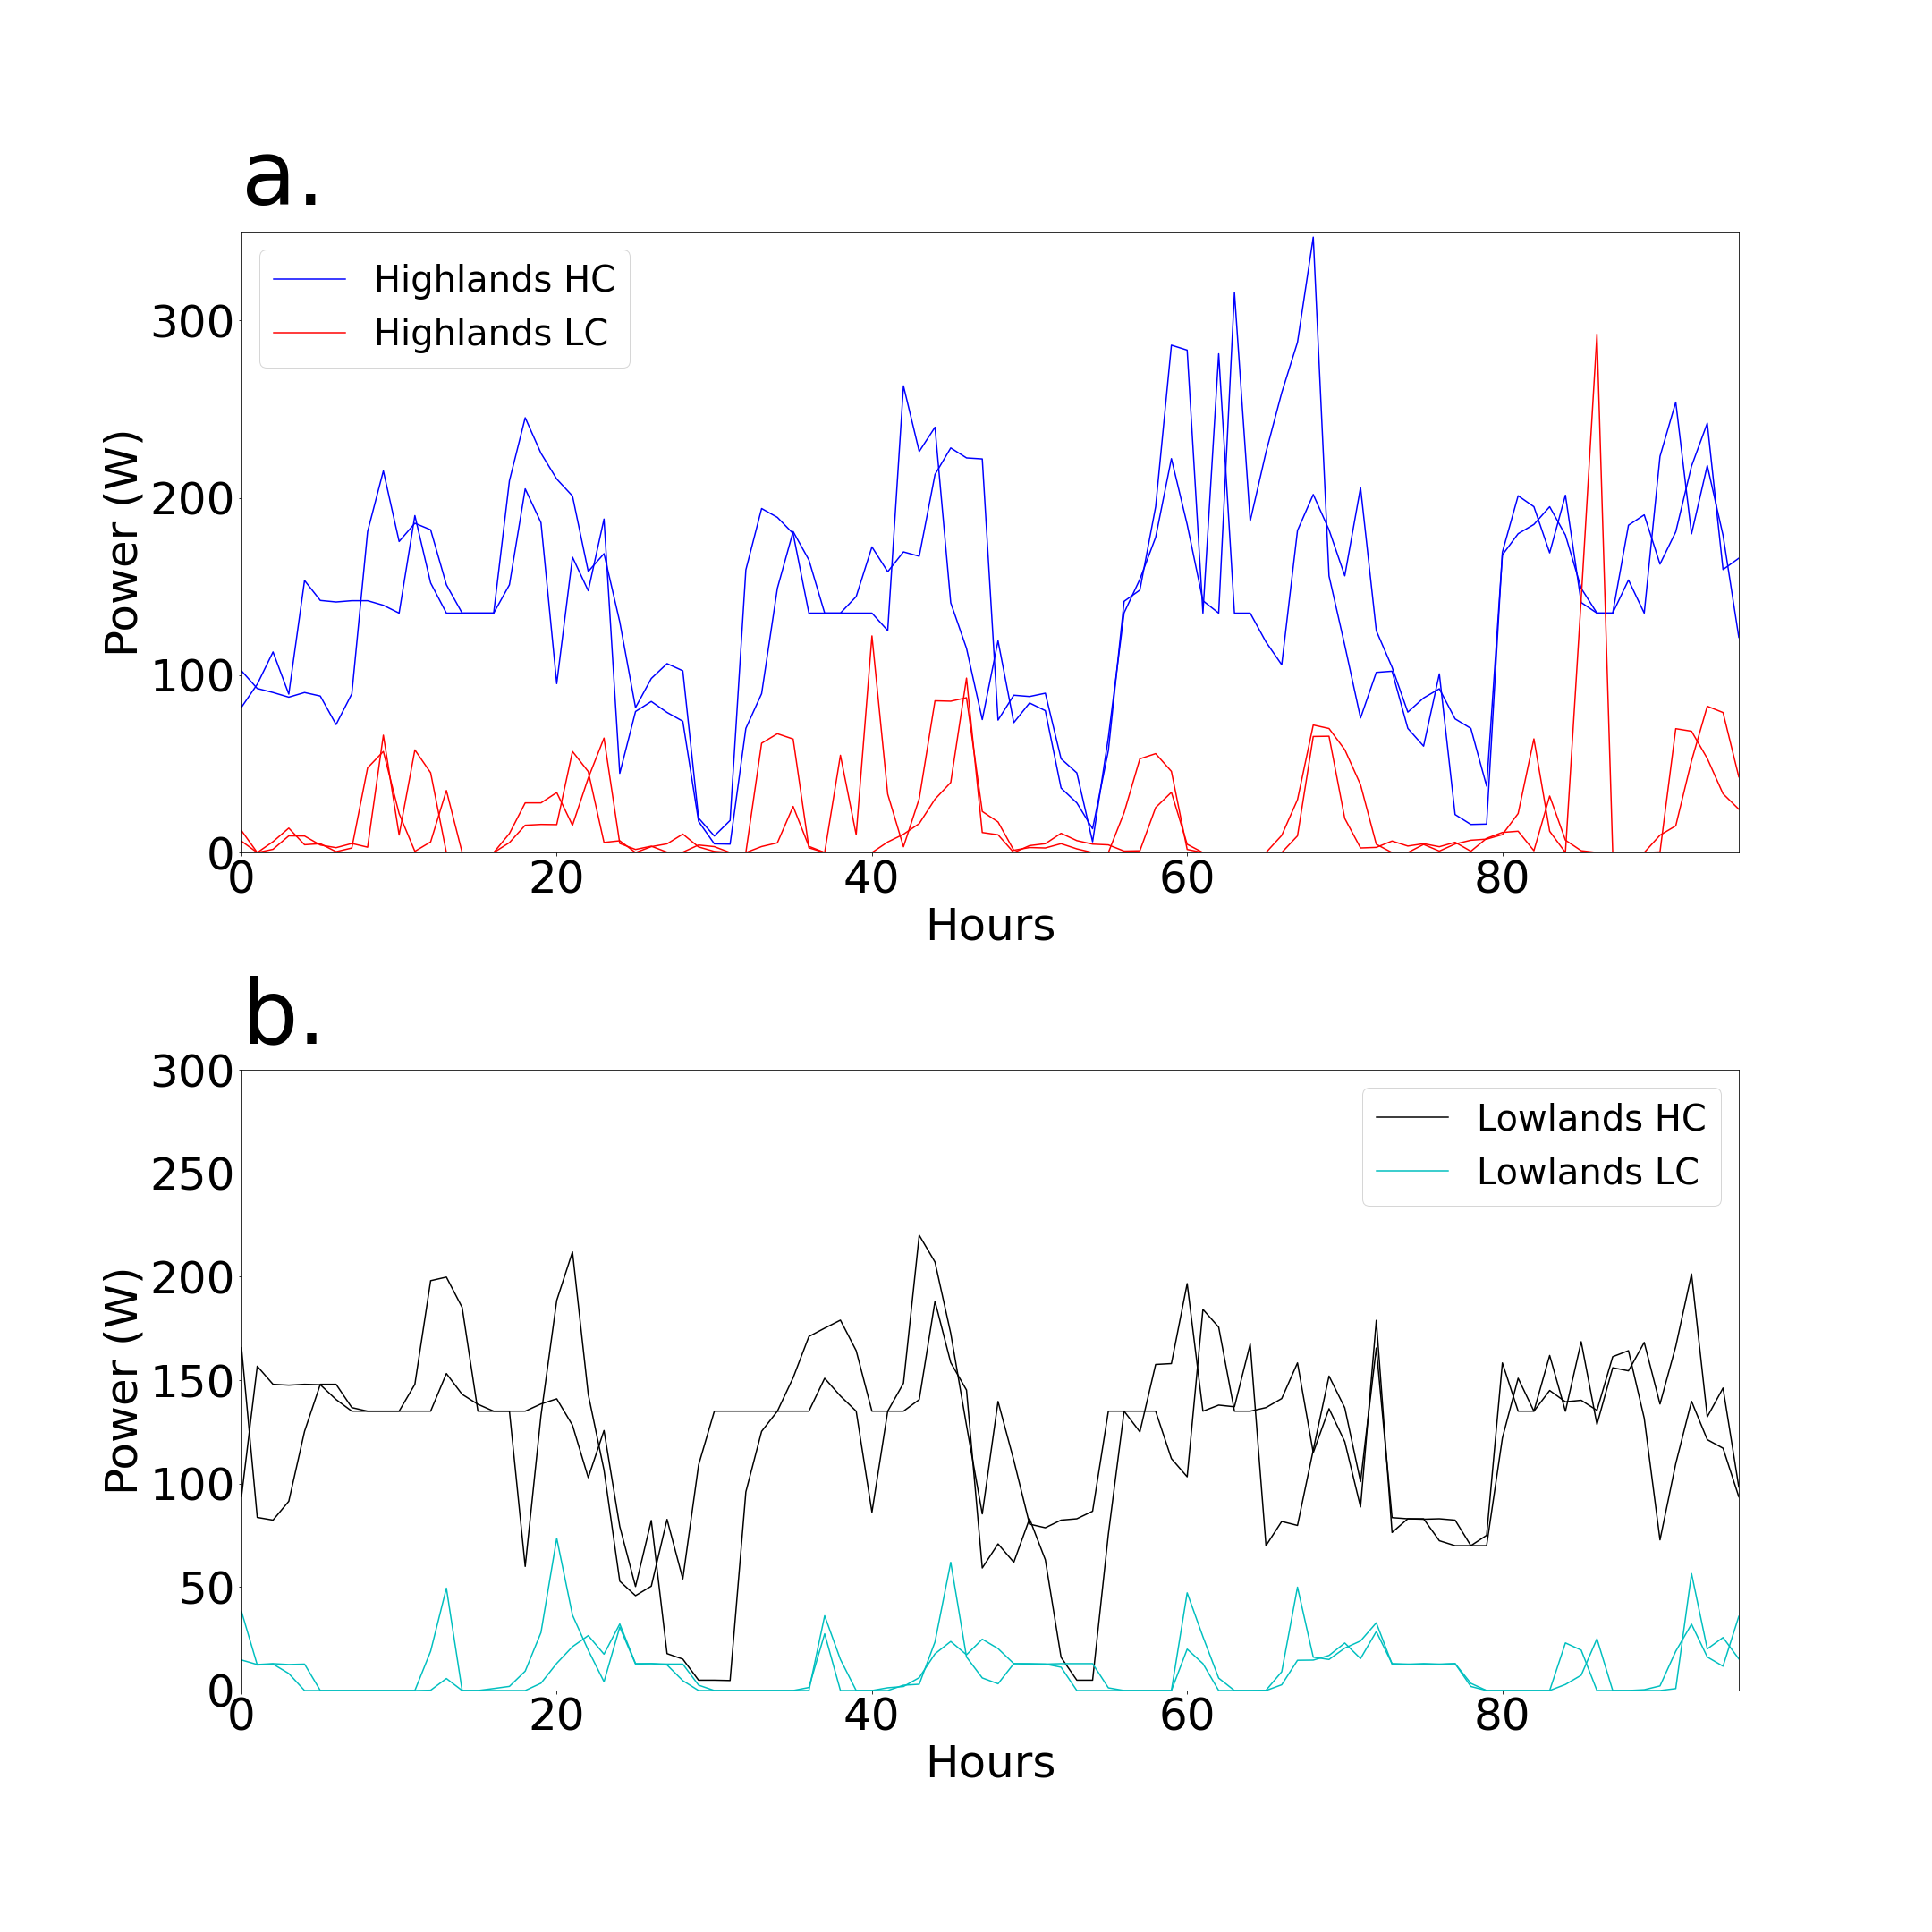 a.
Highlands HC
Highlands LC
Power (W)
300
200
100
0
0 20 40 60 80
Hours
b.
Lowlands HC
Lowlands LC
Power (W)
300
250
200
150
100
50
0
0 20 40 60 80
Hours